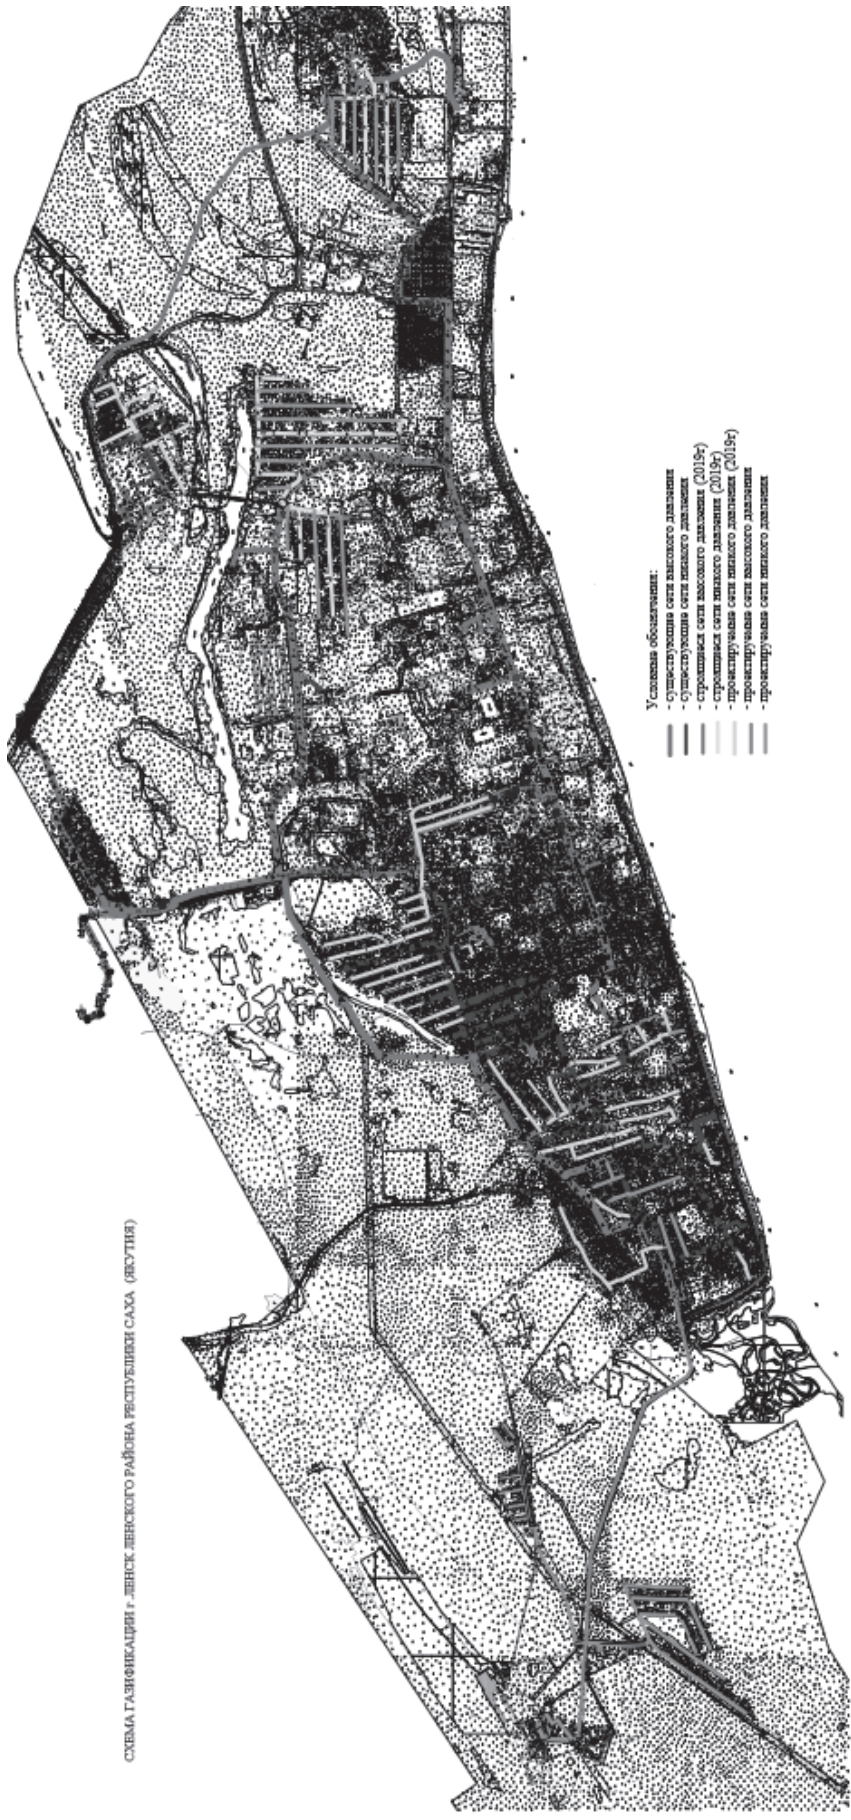 СХЕМА ГАЗИФИКАЦИИ г. ЛЕНСК ЛЕНСКОГО РАЙОНА РЕСПУБЛИКИ САХА (ЯКУТИЯ)
Условные обозначения:
- существующие сети высокого давления
- существующие сети низкого давления
- строящиеся сети высокого давления (2019г)
- строящиеся сети низкого давления (2019г)
- проектируемые сети низкого давления (2019г)
- проектируемые сети высокого давления
- проектируемые сети низкого давления